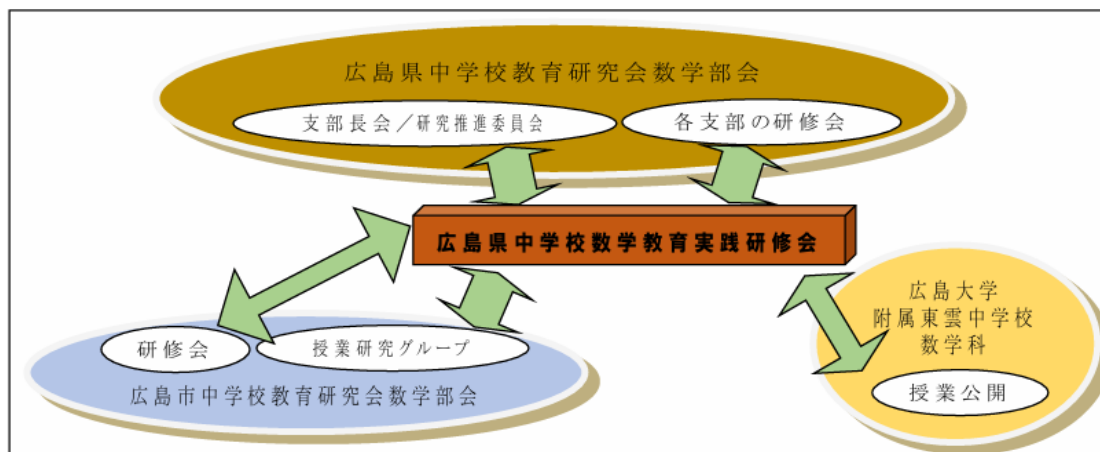 広島県中学校教育研究会数学部会
支部長会／研究推進委員会
各支部の研修会
広島県中学校数学教育実践研修会
広島大学
附属東雲中学校
数学科
授業公開
研修会
授業研究グループ
広島市中学校教育研究会数学部会